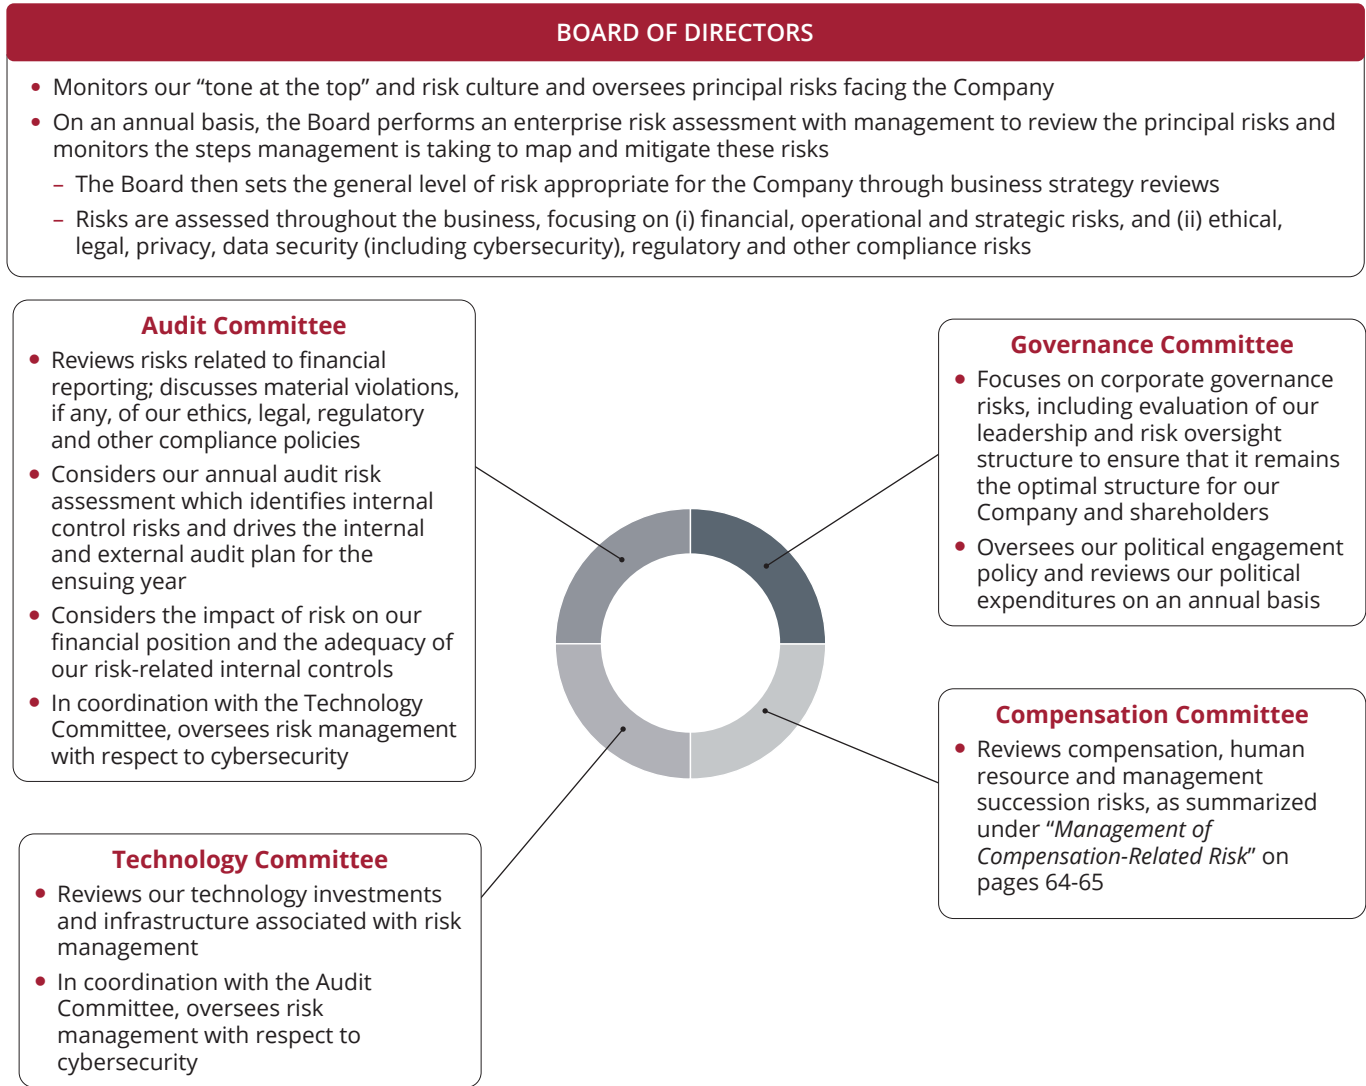 BOARD OF DIRECTORS
• Monitors our “tone at the top” and risk culture and oversees principal risks facing the Company
• On an annual basis, the Board performs an enterprise risk assessment with management to review the principal risks and
monitors the steps management is taking to map and mitigate these risks
– The Board then sets the general level of risk appropriate for the Company through business strategy reviews
– Risks are assessed throughout the business, focusing on (i) financial, operational and strategic risks, and (ii) ethical,
legal, privacy, data security (including cybersecurity), regulatory and other compliance risks
Audit Committee
• Reviews risks related to financial
reporting; discusses material violations,
if any, of our ethics, legal, regulatory
and other compliance policies
• Considers our annual audit risk
assessment which identifies internal
control risks and drives the internal
and external audit plan for the
ensuing year
• Considers the impact of risk on our
financial position and the adequacy of
our risk-related internal controls
• In coordination with the Technology
Committee, oversees risk management
with respect to cybersecurity
Governance Committee
• Focuses on corporate governance
risks, including evaluation of our
leadership and risk oversight
structure to ensure that it remains
the optimal structure for our
Company and shareholders
• Oversees our political engagement
policy and reviews our political
expenditures on an annual basis
Technology Committee
• Reviews our technology investments
and infrastructure associated with risk
management
• In coordination with the Audit
Committee, oversees risk
management with respect to
cybersecurity
Compensation Committee
• Reviews compensation, human
resource and management
succession risks, as summarized
under “Management of
Compensation-Related Risk” on
pages 64-65